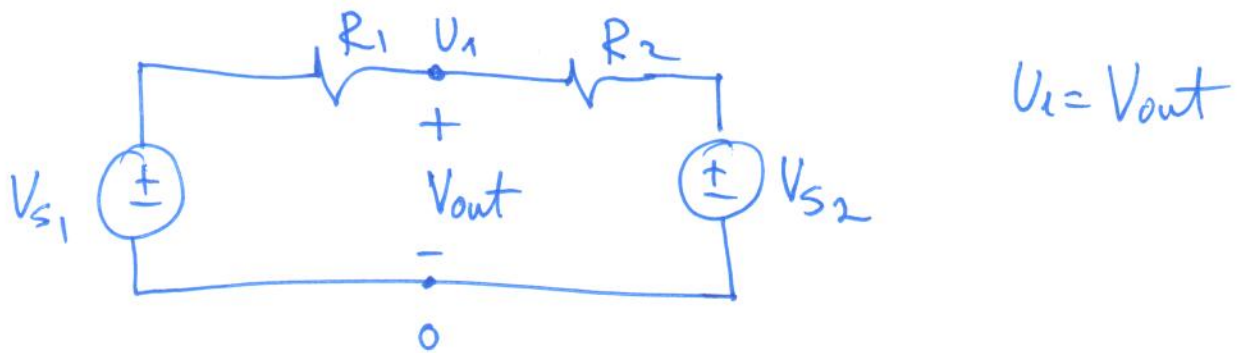 R1 U1 R2
U1 = Vout
+
Vs1 + - Vout + - Vs2
-
0